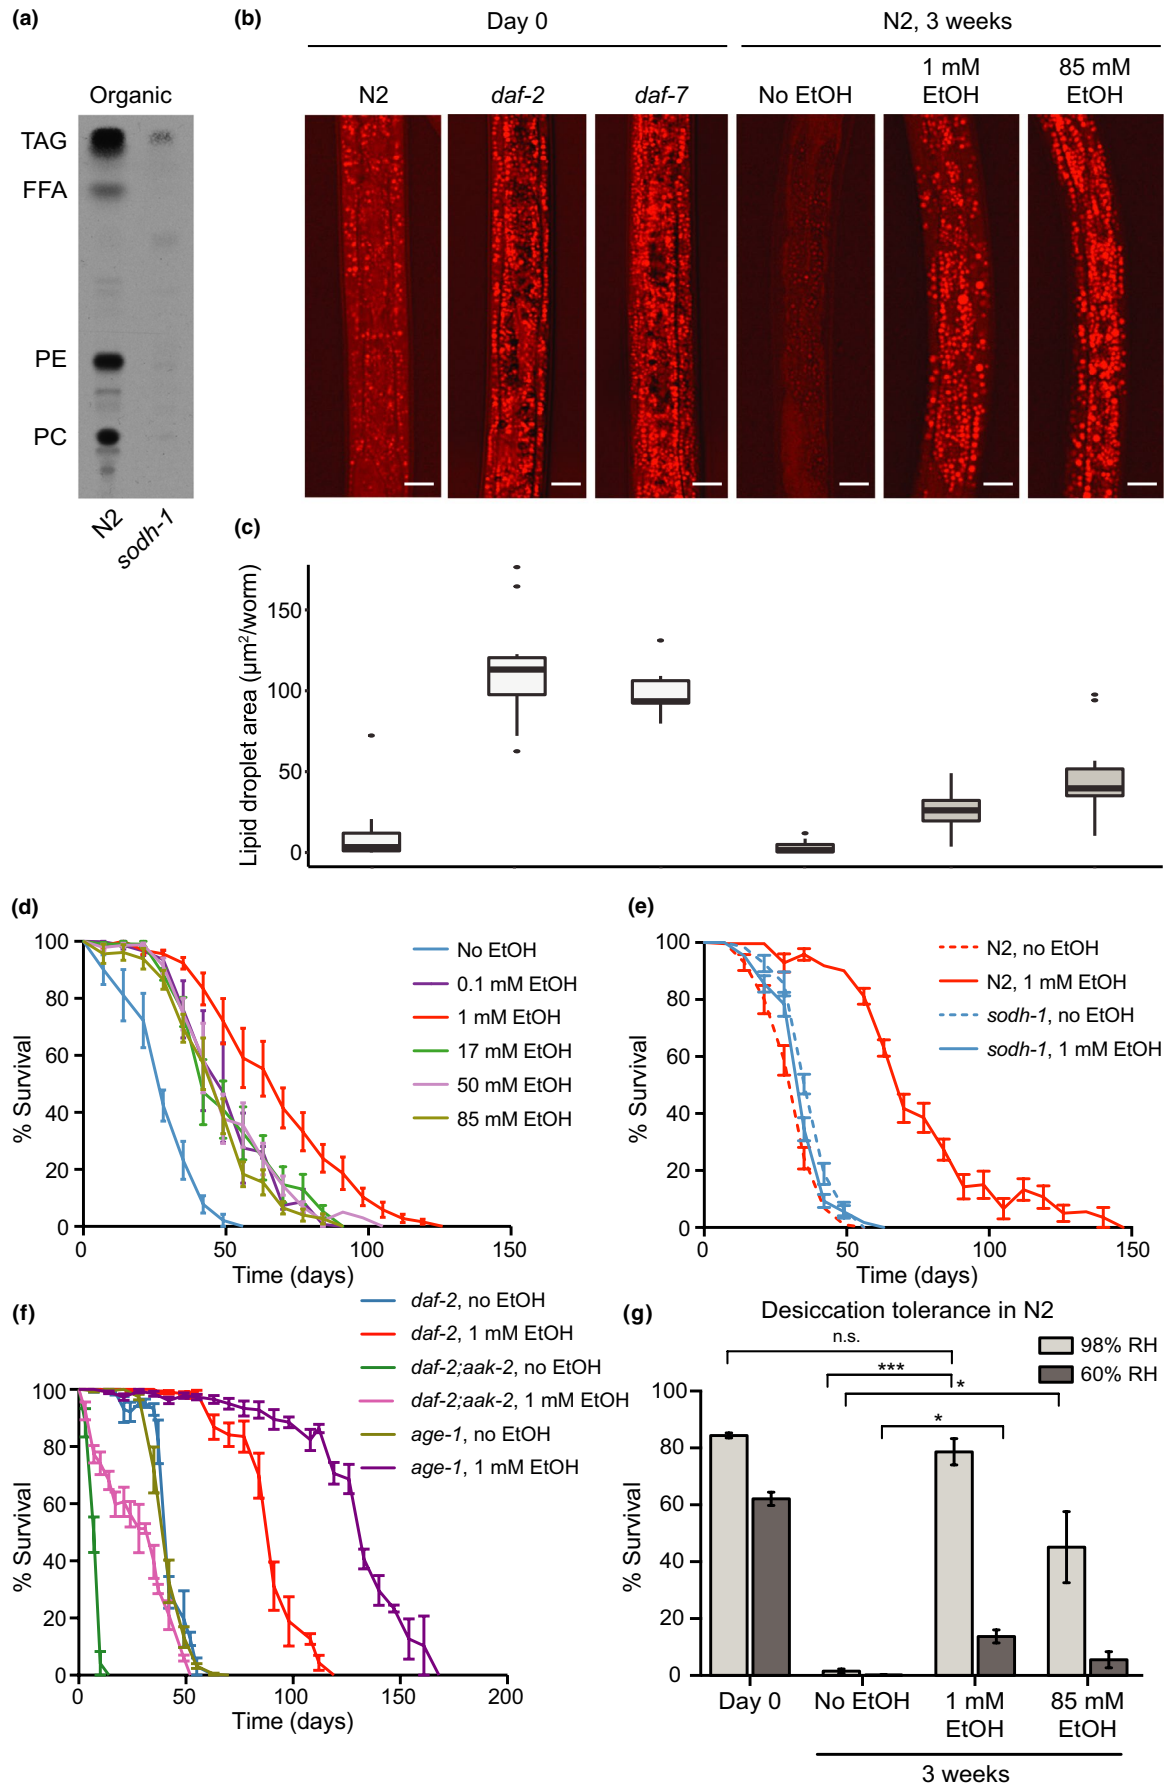 (a)
Organic
TAG
FFA
PE
PC
N2
sodh-1
(b)
Day 0
N2, 3 weeks
N2
daf-2
daf-7
No EtOH
1 mM
EtOH
85 mM
EtOH
(c)
Lipid droplet area (µm²/worm)
150
100
50
0
(d)
% Survival
100
80
60
40
20
0
0
50
100
150
Time (days)
No EtOH
0.1 mM EtOH
1 mM EtOH
17 mM EtOH
50 mM EtOH
85 mM EtOH
(e)
% Survival
100
80
60
40
20
0
0
50
100
150
Time (days)
N2, no EtOH
N2, 1 mM EtOH
sodh-1, no EtOH
sodh-1, 1 mM EtOH
(f)
% Survival
100
80
60
40
20
0
0
50
100
150
200
Time (days)
daf-2, no EtOH
daf-2, 1 mM EtOH
daf-2;aak-2, no EtOH
daf-2;aak-2, 1 mM EtOH
age-1, no EtOH
age-1, 1 mM EtOH
(g)
Desiccation tolerance in N2
n.s.
***
*
*
98% RH
60% RH
% Survival
100
80
60
40
20
0
Day 0
No EtOH
1 mM
EtOH
85 mM
EtOH
3 weeks